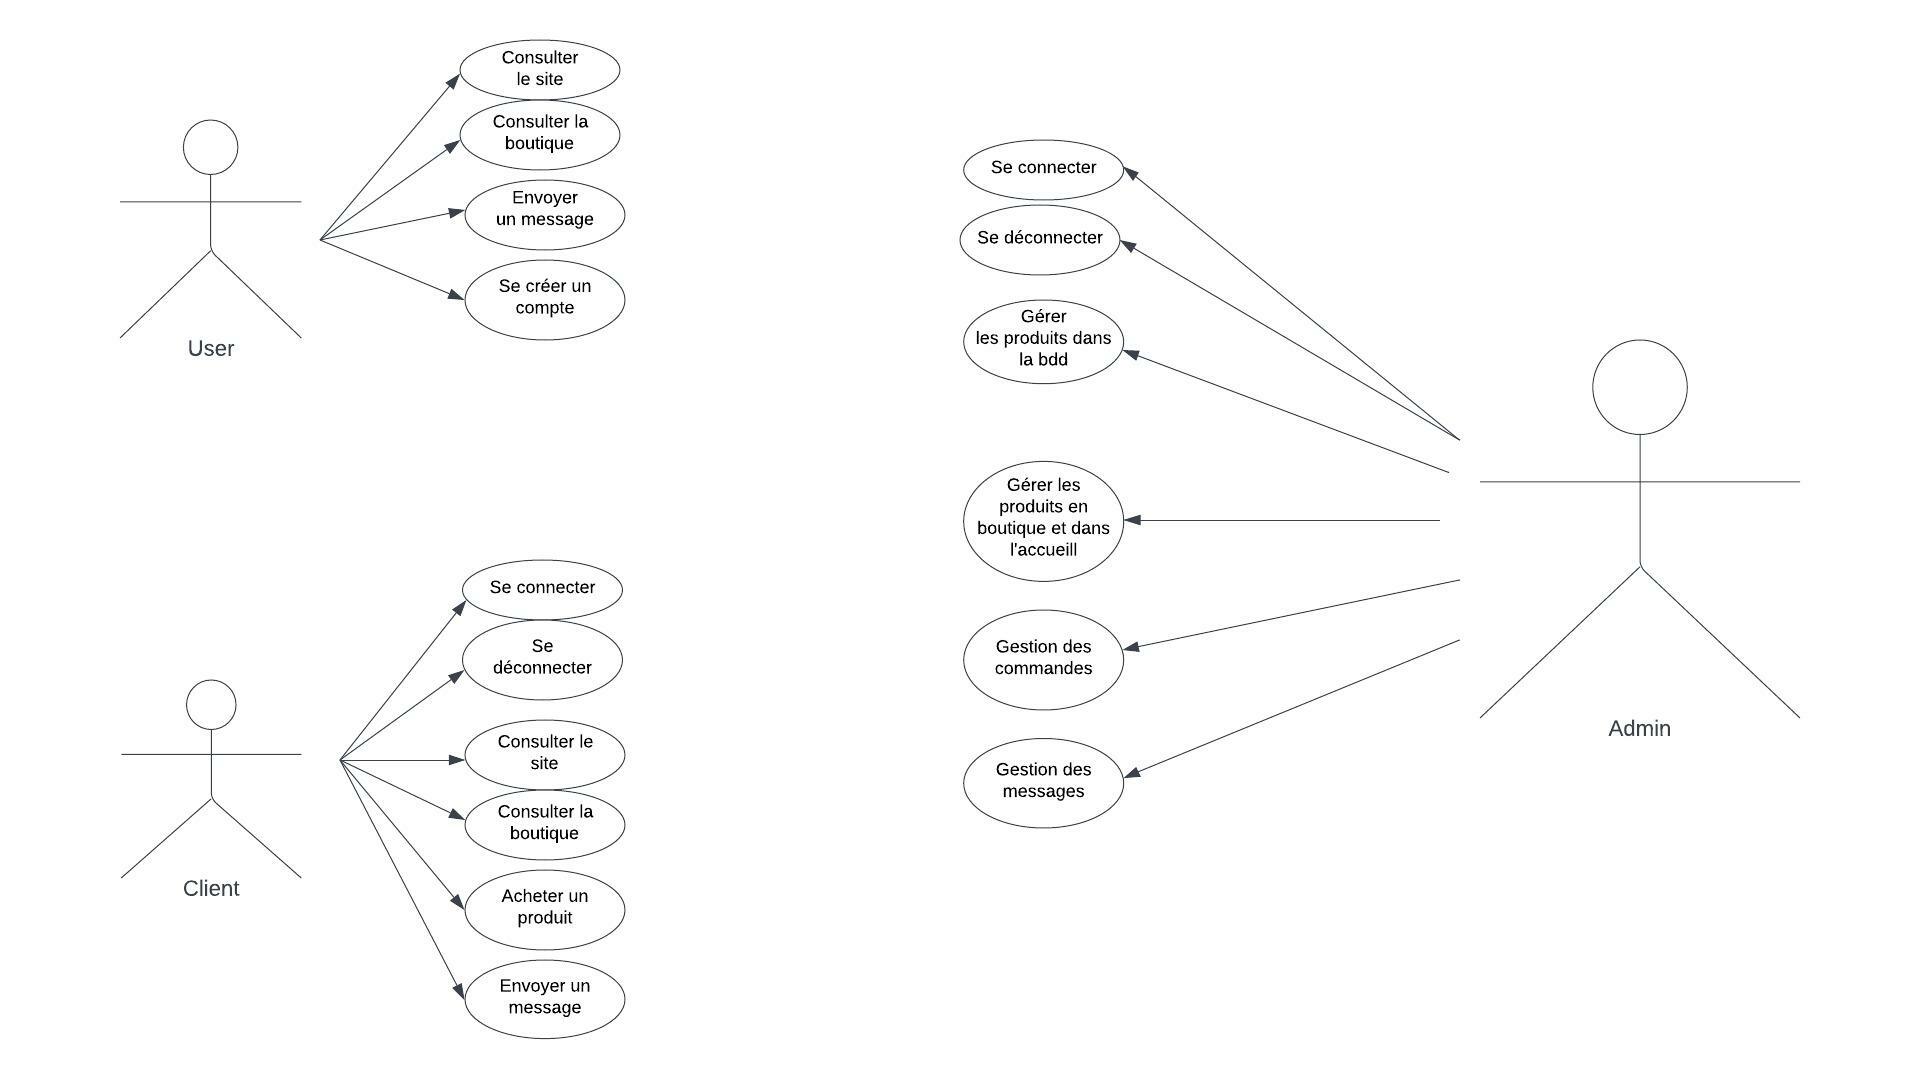 Consulter
le site
Consulter la
boutique
Envoyer
un message
Se créer un
compte
User
Se connecter
Se déconnecter
Gérer
les produits dans
la bdd
Gérer les
produits en
boutique et dans
l'accueill
Gestion des
commandes
Gestion des
messages
Admin
Se connecter
Se
déconnecter
Consulter le
site
Consulter la
boutique
Acheter un
produit
Envoyer un
message
Client